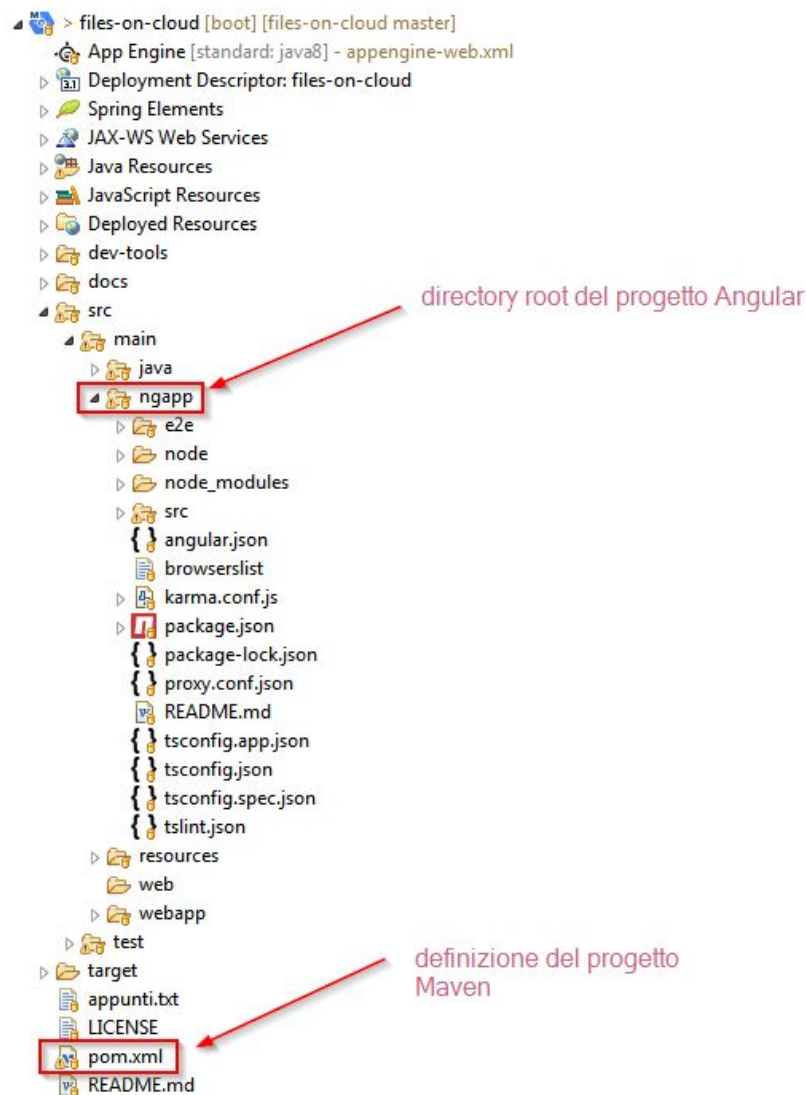 > files-on-cloud [boot] [files-on-cloud master]
App Engine [standard: java8] - appengine-web.xml
Deployment Descriptor: files-on-cloud
Spring Elements
JAX-WS Web Services
Java Resources
JavaScript Resources
Deployed Resources
dev-tools
docs
directory root del progetto Angular
src
main
java
ngapp
e2e
node
node_modules
src
angular.json
browserslist
karma.conf.js
package.json
package-lock.json
proxy.conf.json
README.md
tsconfig.app.json
tsconfig.json
tsconfig.spec.json
tslint.json
resources
web
webapp
test
definizione del progetto
Maven
target
appunti.txt
LICENSE
pom.xml
README.md